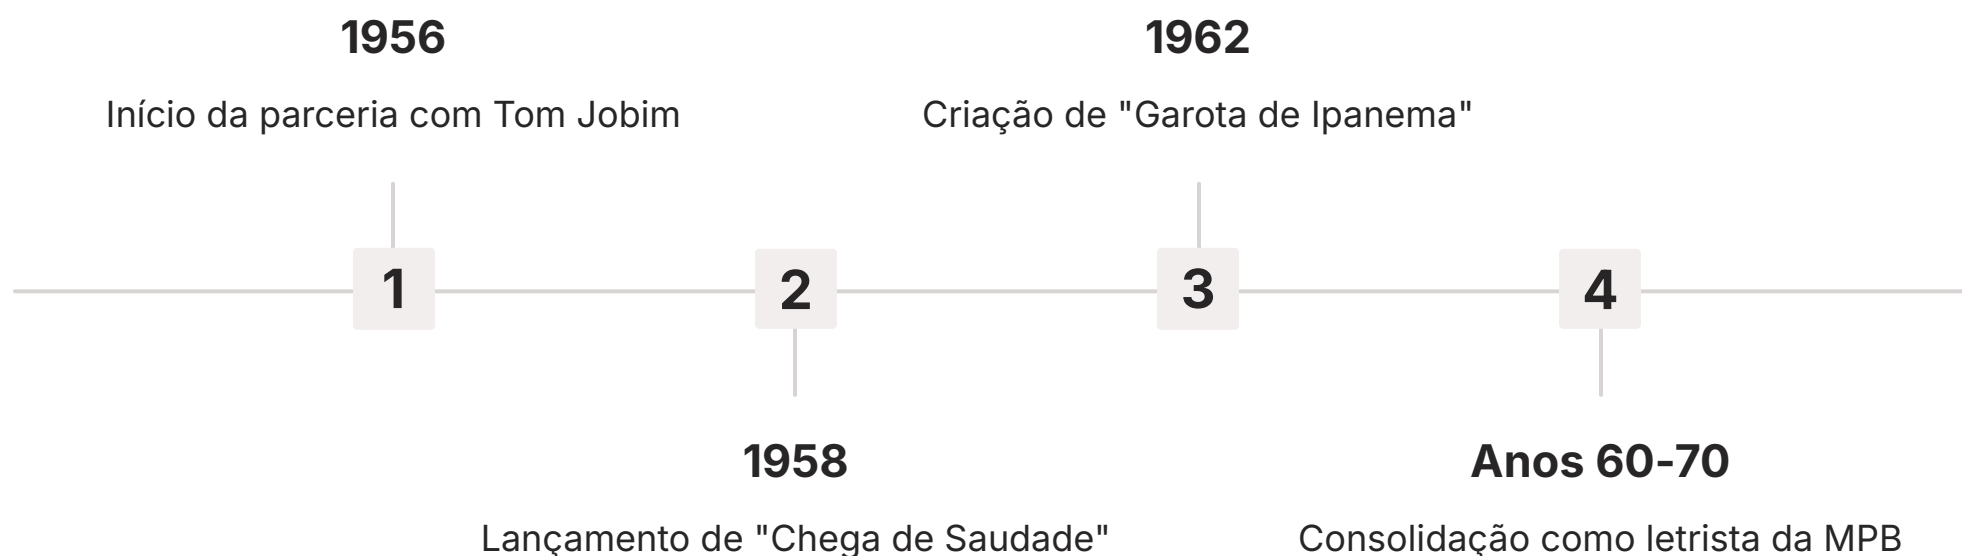 1956
Início da parceria com Tom Jobim
1962
Criação de "Garota de Ipanema"
1
2
3
4
1958
Lançamento de "Chega de Saudade"
Anos 60-70
Consolidação como letrista da MPB